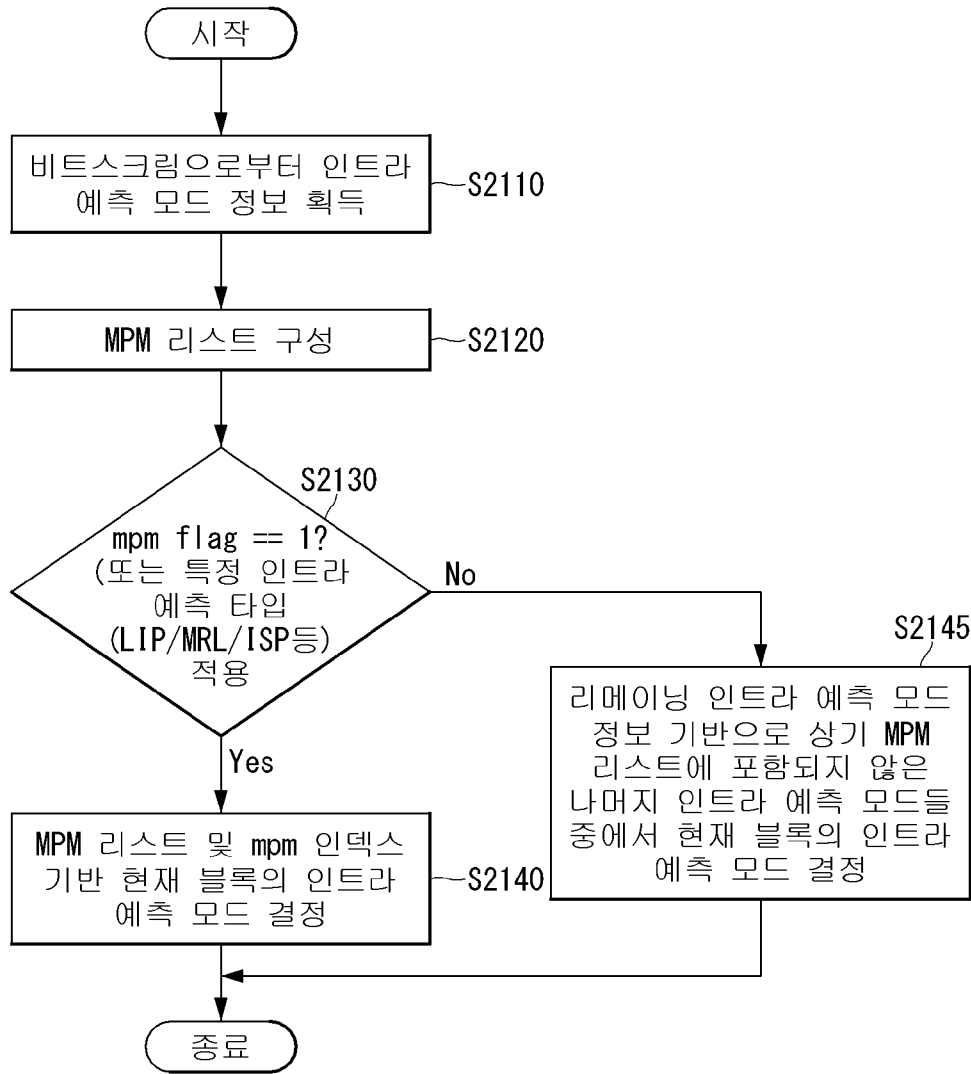 시작
비트스크림으로부터 인트라
예측 모드 정보 획득
S2110
MPM 리스트 구성
S2120
S2130
mpm flag == 1?
(또는 특정 인트라
예측 타입
(LIP/MRL/ISP등)
적용
No
Yes
S2145
리메이닝 인트라 예측 모드
정보 기반으로 상기 MPM
리스트에 포함되지 않은
나머지 인트라 예측 모드들
중에서 현재 블록의 인트라
예측 모드 결정
MPM 리스트 및 mpm 인덱스
기반 현재 블록의 인트라
예측 모드 결정
S2140
종료